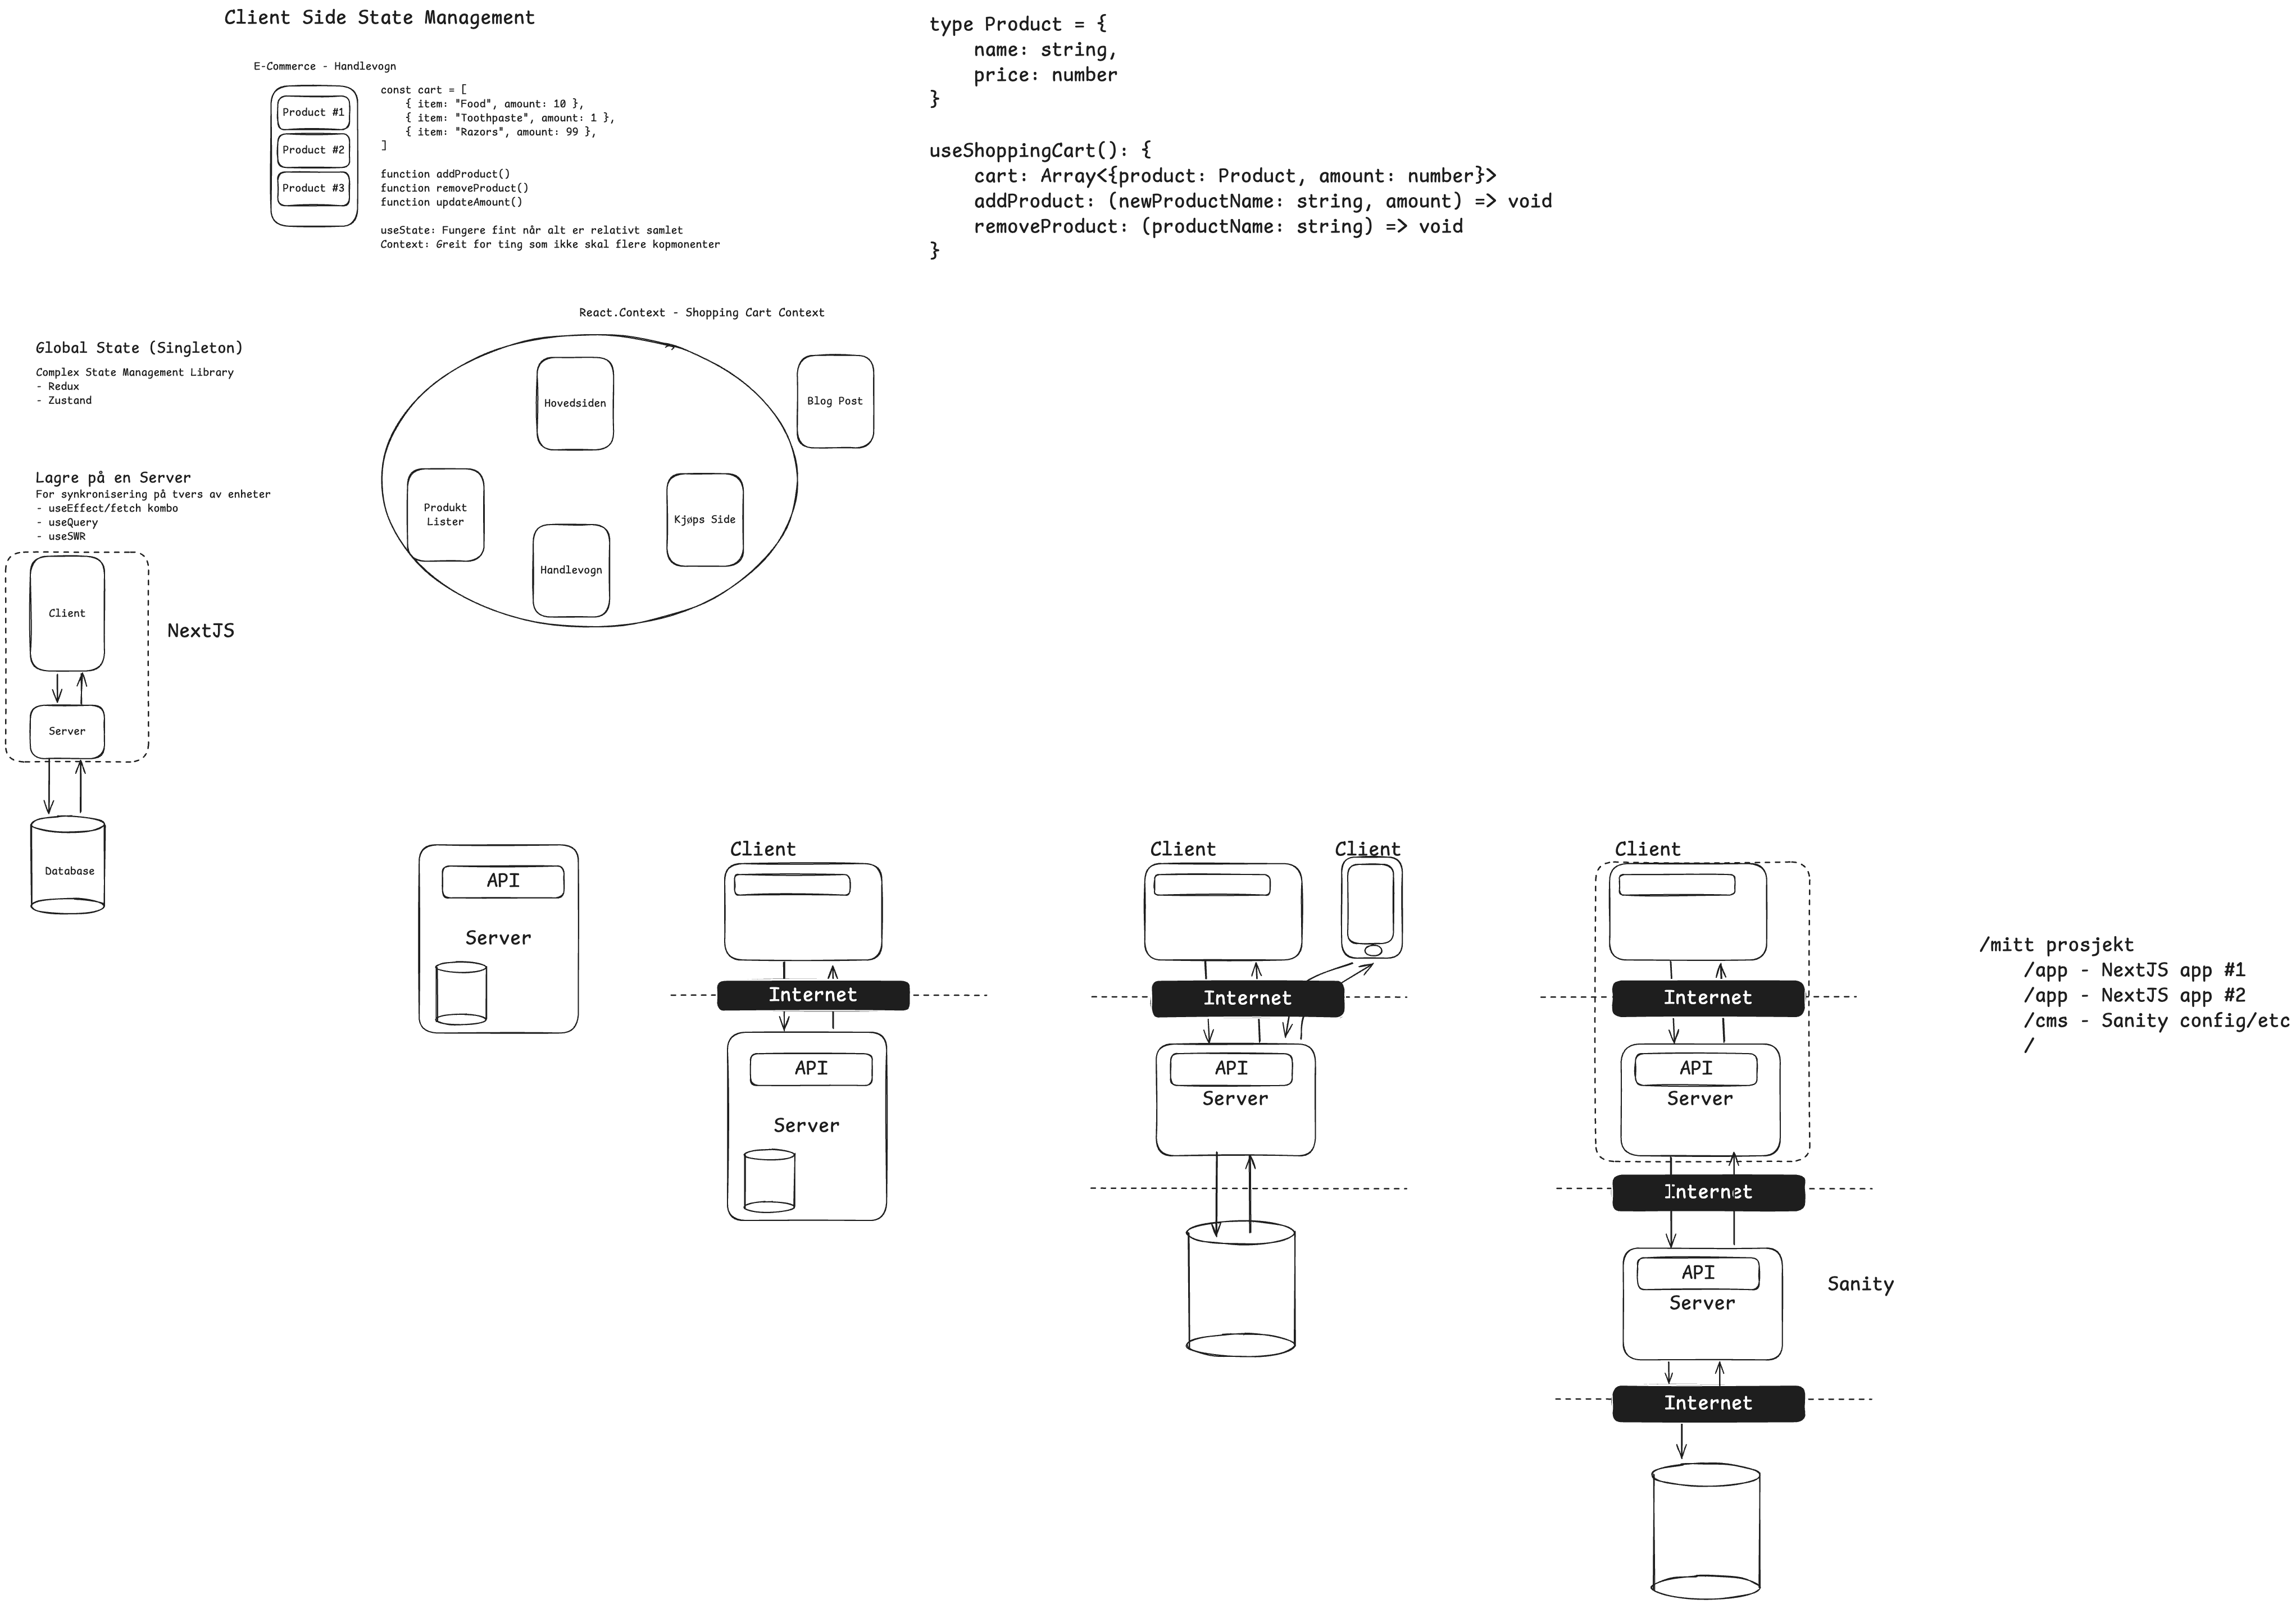 Client Side State Management
E-Commerce - Handlevogn
Product #1
Product #2
Product #3
const cart = [
{ item: "Food", amount: 10 },
{ item: "Toothpaste", amount: 1 },
{ item: "Razors", amount: 99 },
]
function addProduct()
function removeProduct()
function updateAmount()
useState: Fungere fint når alt er relativt samlet
Context: Greit for ting som ikke skal flere kopmonenter
type Product = {
name: string,
price: number
}
useShoppingCart(): {
cart: Array<{product: Product, amount: number}>
addProduct: (newProductName: string, amount) => void
removeProduct: (productName: string) => void
}
React.Context - Shopping Cart Context
Hovedsiden
Blog Post
Produkt
Lister
Kjøps Side
Handlevogn
Global State (Singleton)
Complex State Management Library
- Redux
- Zustand
Lagre på en Server
For synkronisering på tvers av enheter
- useEffect/fetch kombo
- useQuery
- useSWR
Client
NextJS
Server
Database
API
Server
Client
Internet
API
Server
Client
Client
Internet
API
Server
Client
Internet
API
Server
Internet
API
Server
Sanity
Internet
/mitt prosjekt
/app - NextJS app #1
/app - NextJS app #2
/cms - Sanity config/etc
/